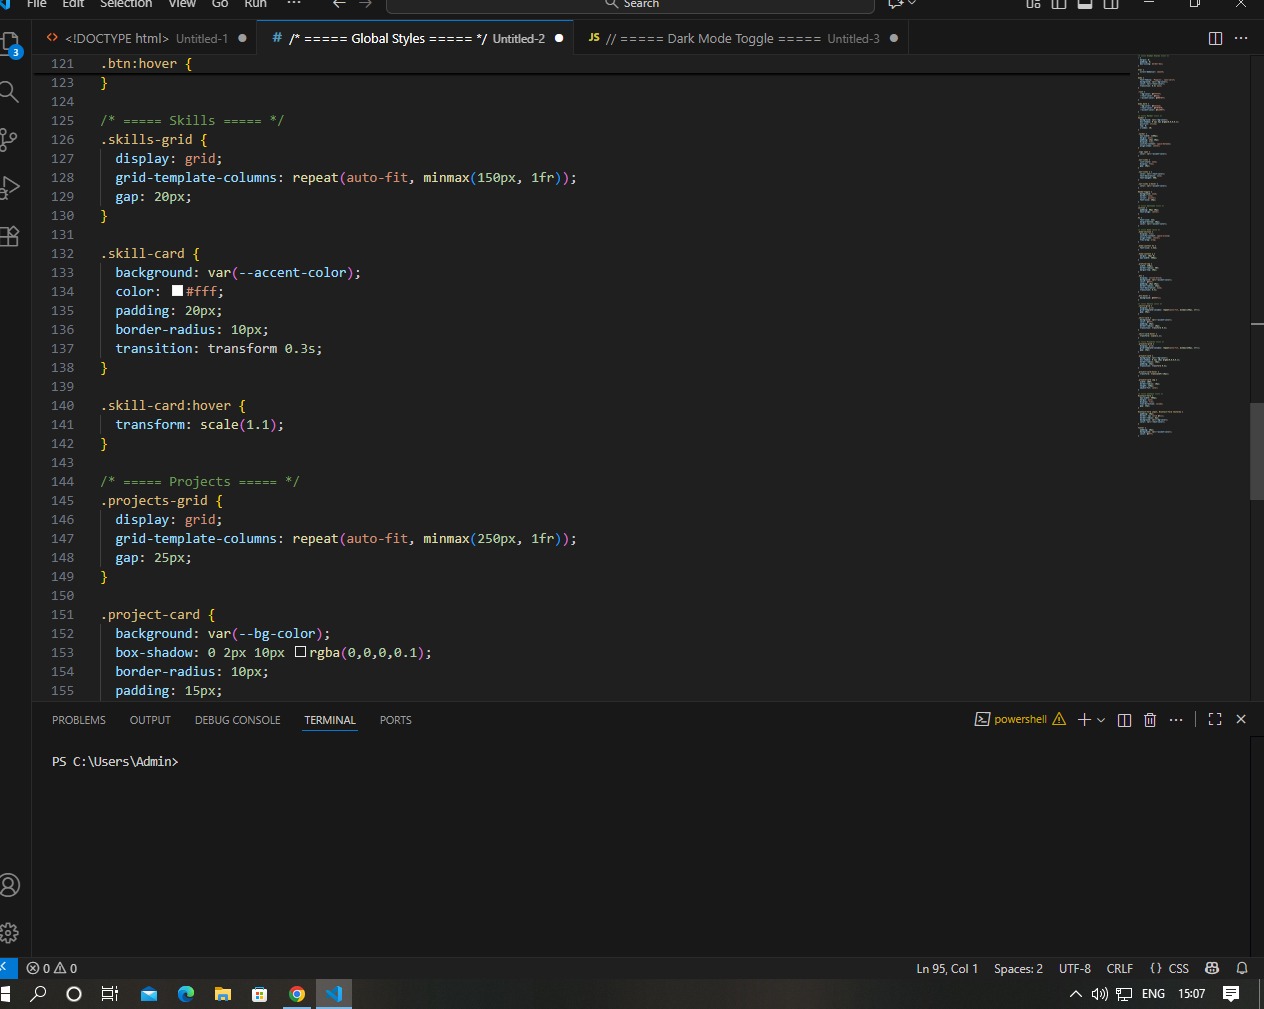 File Edit Selection View Go Run ··· Search
3
<> <!DOCTYPE html> Untitled-1 ● # /* ===== Global Styles ===== */ Untitled-2 ● JS // ===== Dark Mode Toggle ===== Untitled-3 ●
121 .btn:hover {
123 }
124
125 /* ===== Skills ===== */
126 .skills-grid {
127 display: grid;
128 grid-template-columns: repeat(auto-fit, minmax(150px, 1fr));
129 gap: 20px;
130 }
131
132 .skill-card {
133 background: var(--accent-color);
134 color: #fff;
135 padding: 20px;
136 border-radius: 10px;
137 transition: transform 0.3s;
138 }
139
140 .skill-card:hover {
141 transform: scale(1.1);
142 }
143
144 /* ===== Projects ===== */
145 .projects-grid {
146 display: grid;
147 grid-template-columns: repeat(auto-fit, minmax(250px, 1fr));
148 gap: 25px;
149 }
150
151 .project-card {
152 background: var(--bg-color);
153 box-shadow: 0 2px 10px rgba(0,0,0,0.1);
154 border-radius: 10px;
155 padding: 15px;
PROBLEMS OUTPUT DEBUG CONSOLE TERMINAL PORTS powershell
PS C:\Users\Admin>
0 0 Ln 95, Col 1 Spaces: 2 UTF-8 CRLF {} CSS
ENG 15:07